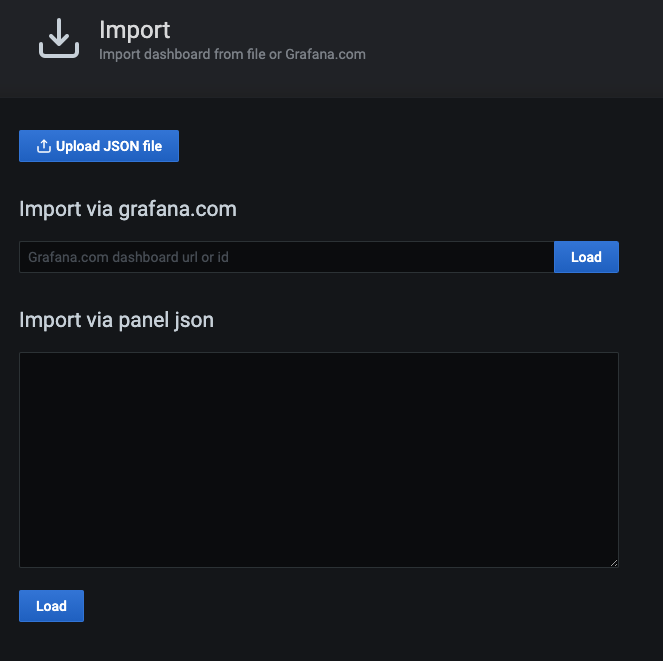 Import
Import dashboard from file or Grafana.com
Upload JSON file
Import via grafana.com
Grafana.com dashboard url or id
Load
Import via panel json
Load